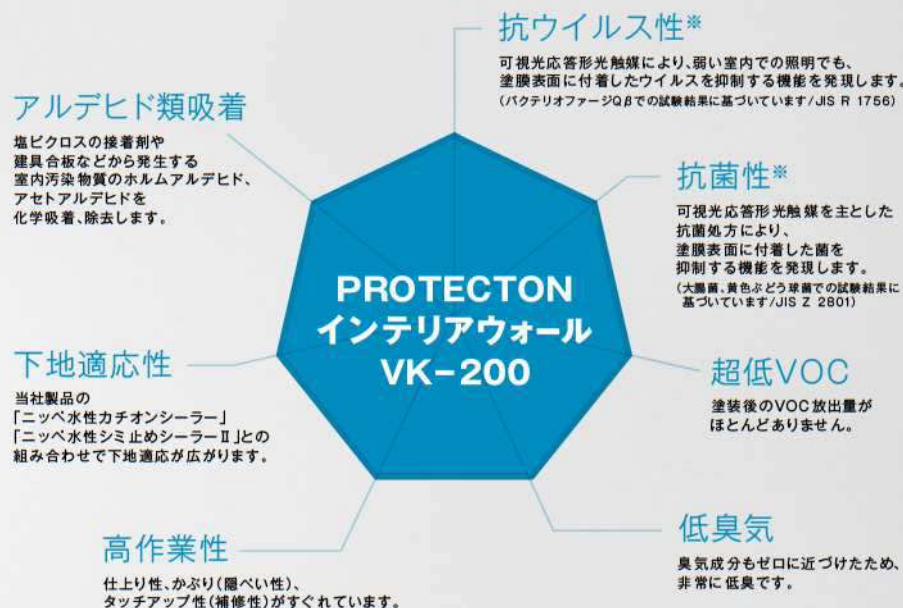 抗ウイルス性※
可視光応答形光触媒により、弱い室内での照明でも、
塗膜表面に付着したウイルスを抑制する機能を発現します。
(バクテリオファージQβでの試験結果に基づいています/JIS R 1756)
抗菌性※
可視光応答形光触媒を主とした
抗菌処方により、
塗膜表面に付着した菌を
抑制する機能を発現します。
(大腸菌、黄色ぶどう球菌での試験結果に
基づいています/JIS Z 2801)
超低VOC
塗装後のVOC放出量が
ほとんどありません。
低臭気
臭気成分もゼロに近づけたため、
非常に低臭です。
高作業性
仕上り性、かぶり(隠ぺい性)、
タッチアップ性(補修性)がすぐれています。
下地適応性
当社製品の
「ニッペ水性カチオンシーラー」
「ニッペ水性シミ止めシーラーⅡ」との
組み合わせで下地適応が広がります。
アルデヒド類吸着
塩ビクロスの接着剤や
建具合板などから発生する
室内汚染物質のホルムアルデヒド、
アセトアルデヒドを
化学吸着、除去します。
PROTECTON
インテリアウォール
VK-200